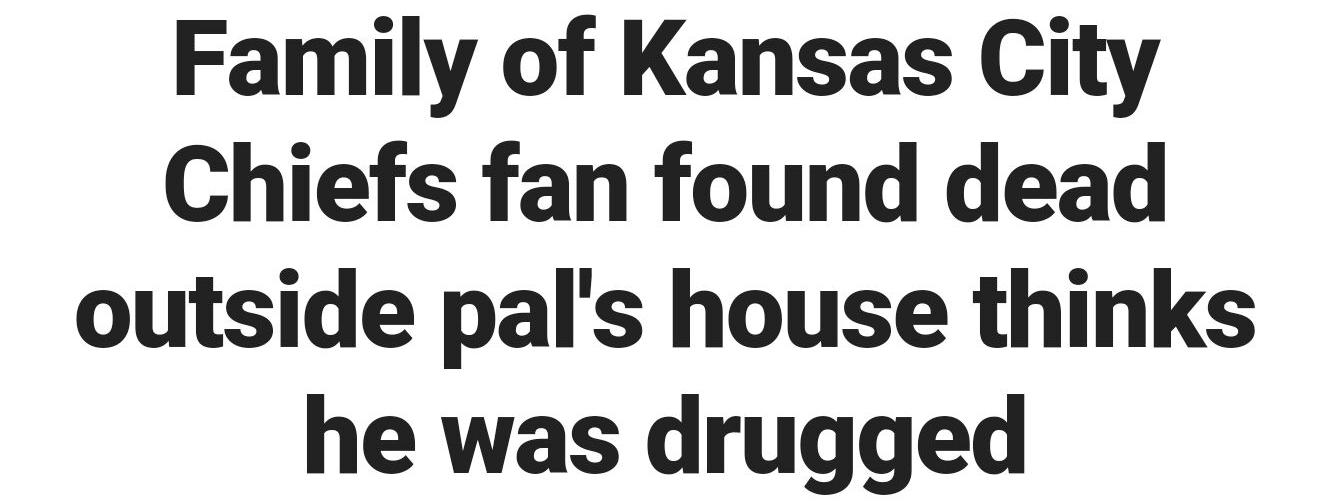 Family of Kansas City
Chiefs fan found dead
outside pal's house thinks
he was drugged